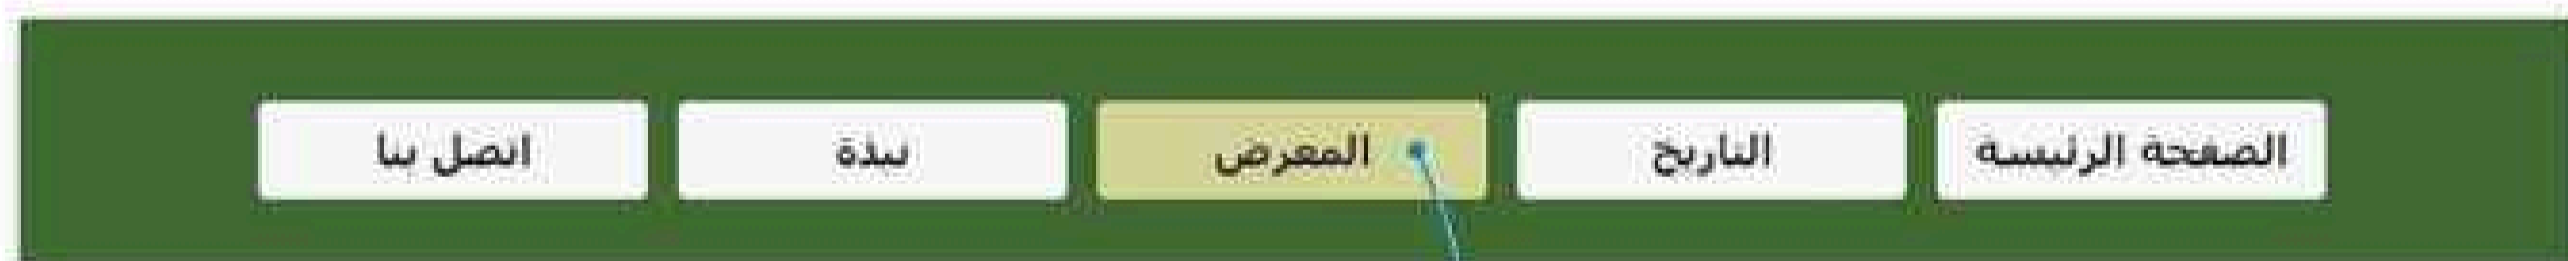 الصفحة الرئيسة
التاريخ
المعرض
نبذة
اتصل بنا